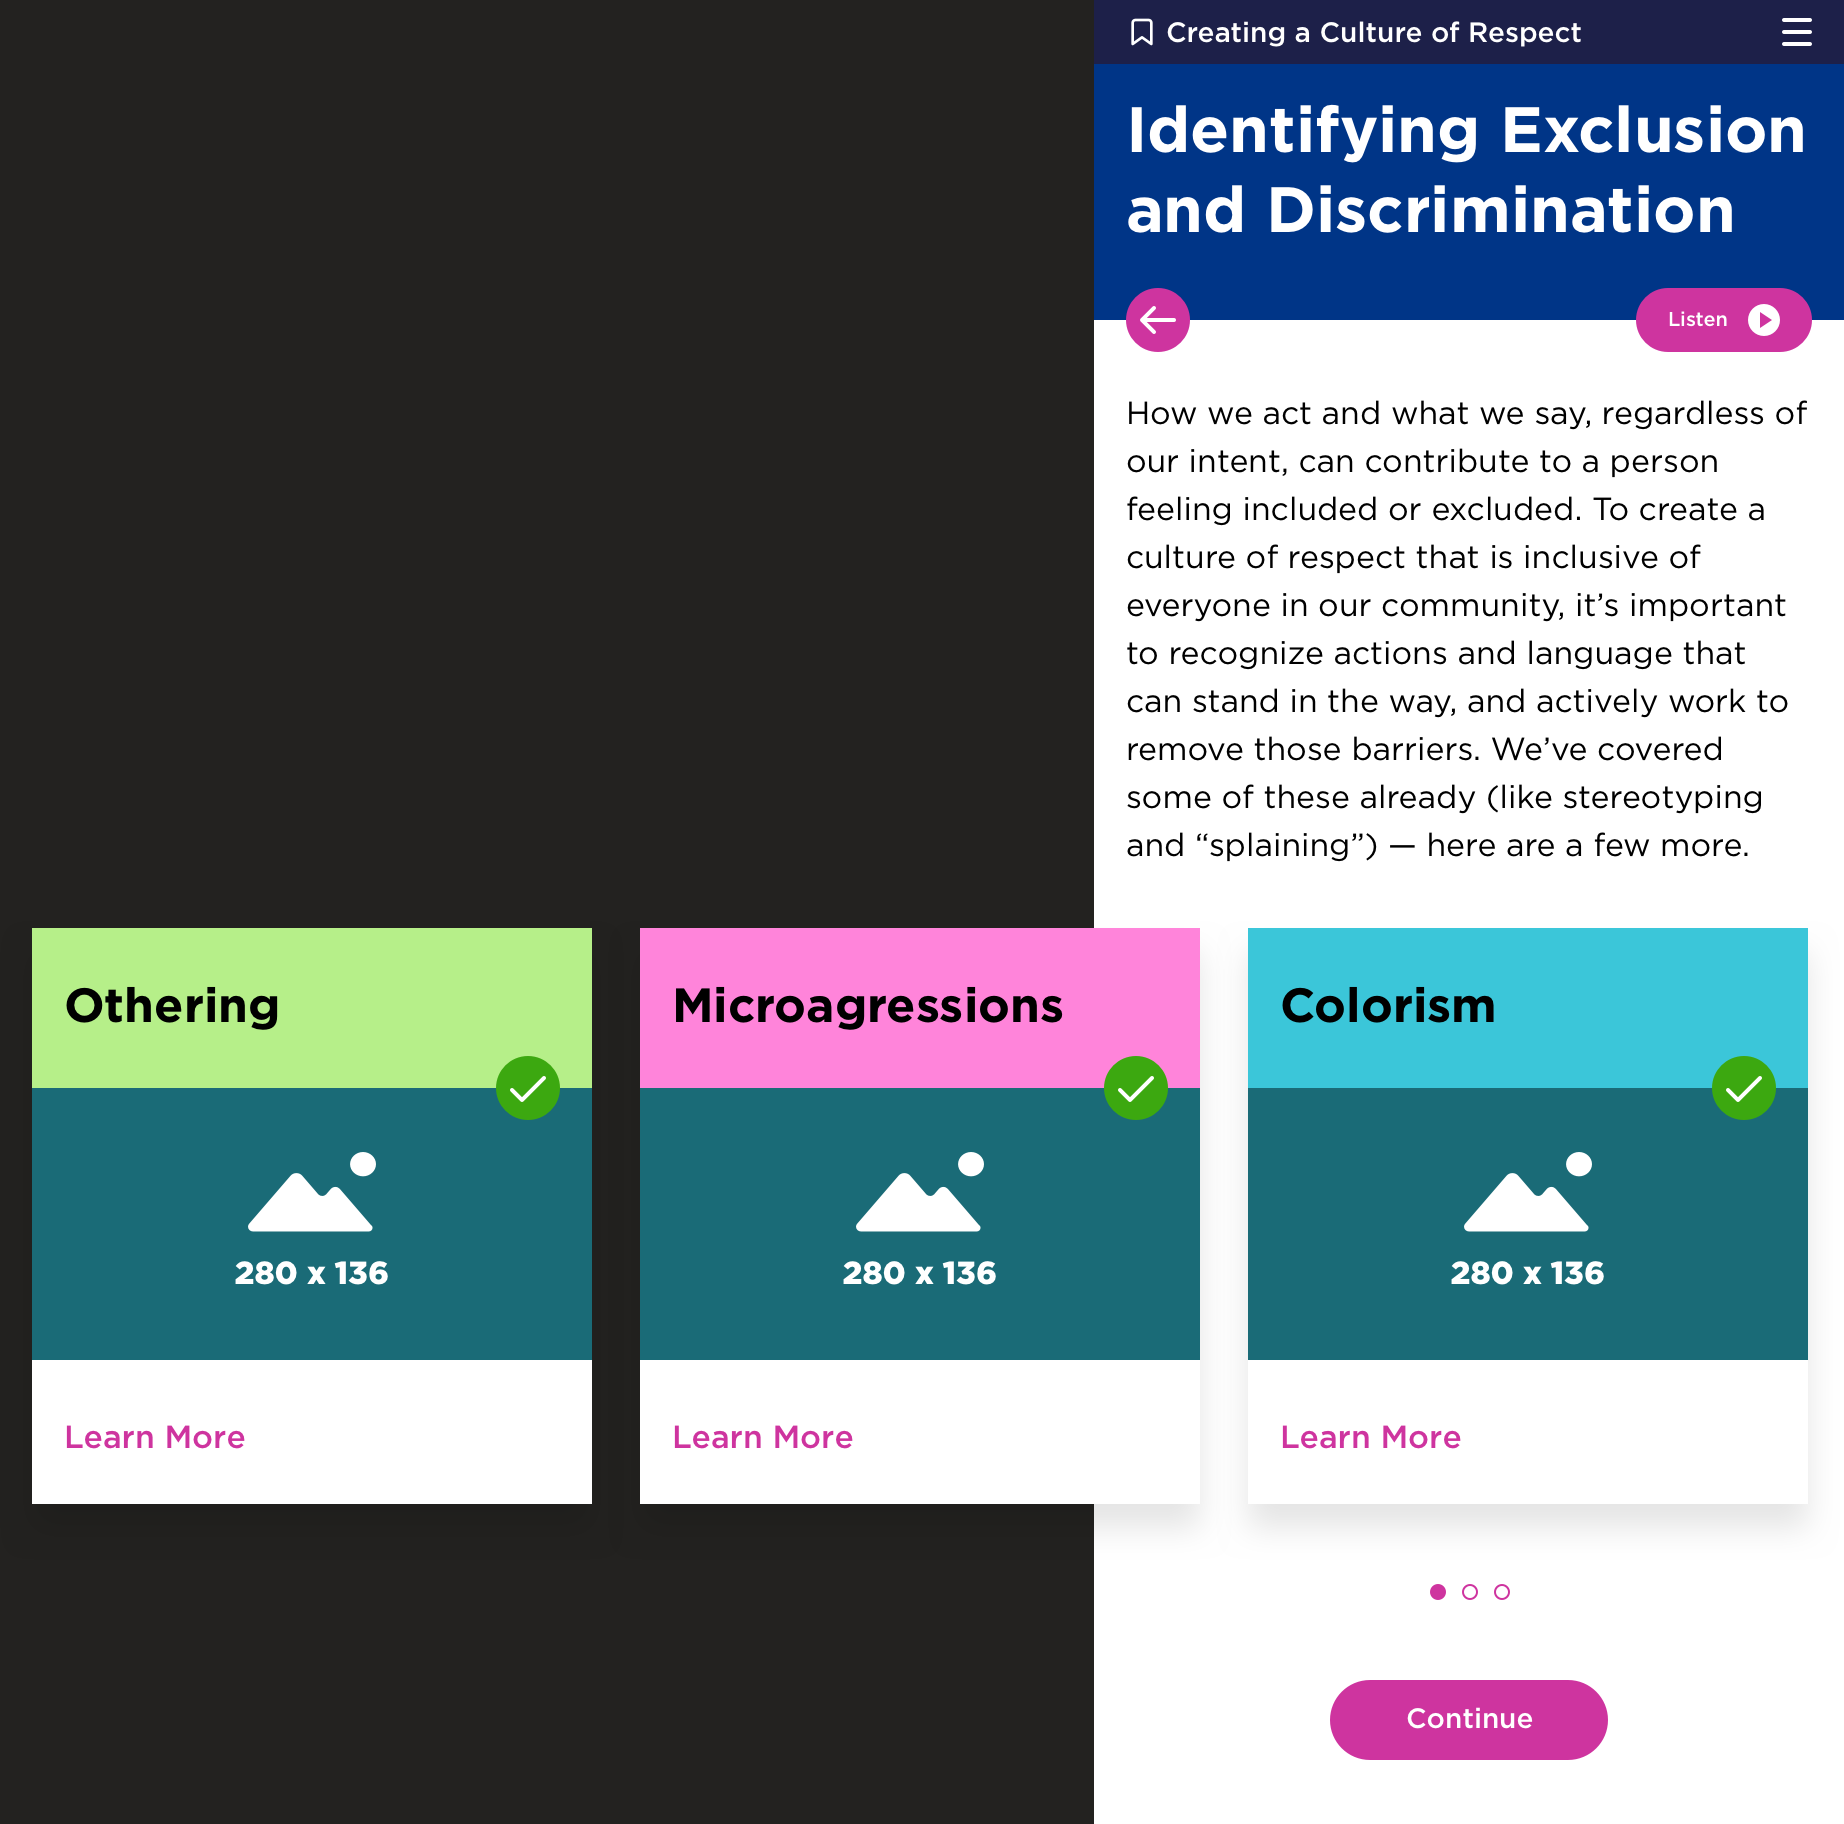 Creating a Culture of Respect
Identifying Exclusion
and Discrimination
Listen
How we act and what we say, regardless of
our intent, can contribute to a person
feeling included or excluded. To create a
culture of respect that is inclusive of
everyone in our community, it’s important
to recognize actions and language that
can stand in the way, and actively work to
remove those barriers. We’ve covered
some of these already (like stereotyping
and “splaining”) — here are a few more.
Othering
280 x 136
Learn More
Microagressions
280 x 136
Learn More
Colorism
280 x 136
Learn More
Continue